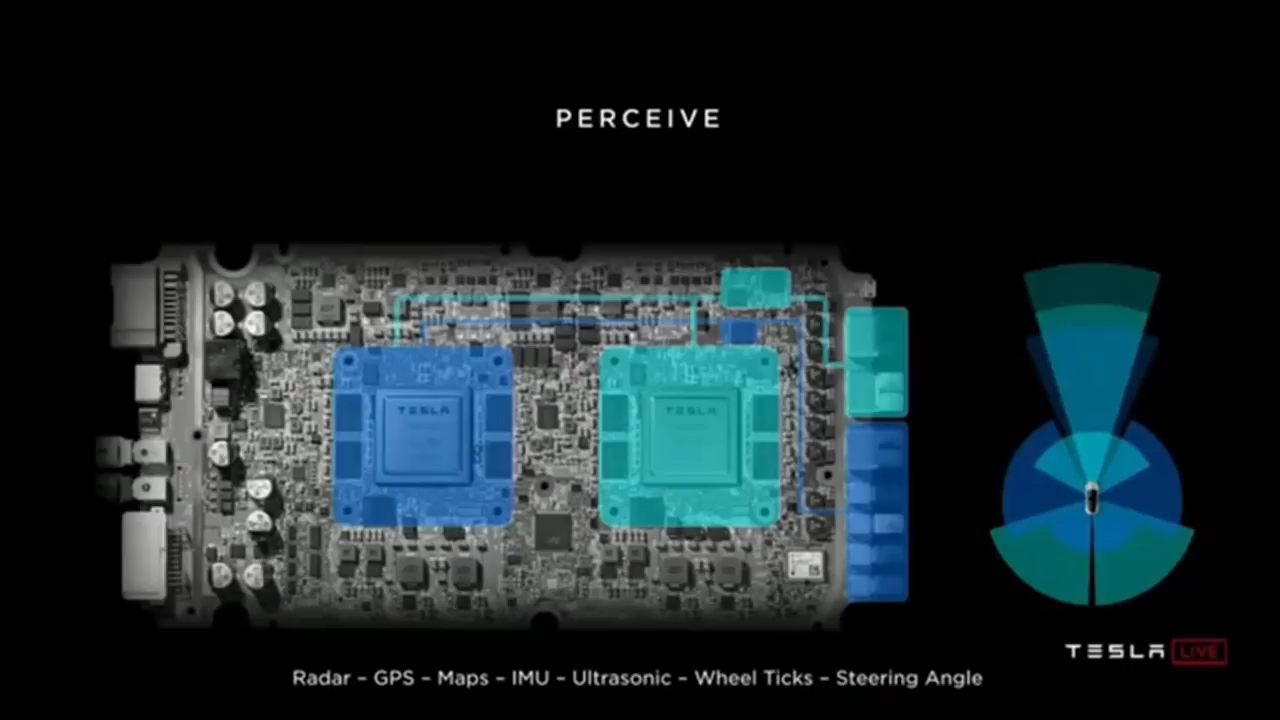 PERCEIVE
TESLA
TESLA
TESLA LIVE
Radar – GPS – Maps – IMU – Ultrasonic – Wheel Ticks – Steering Angle